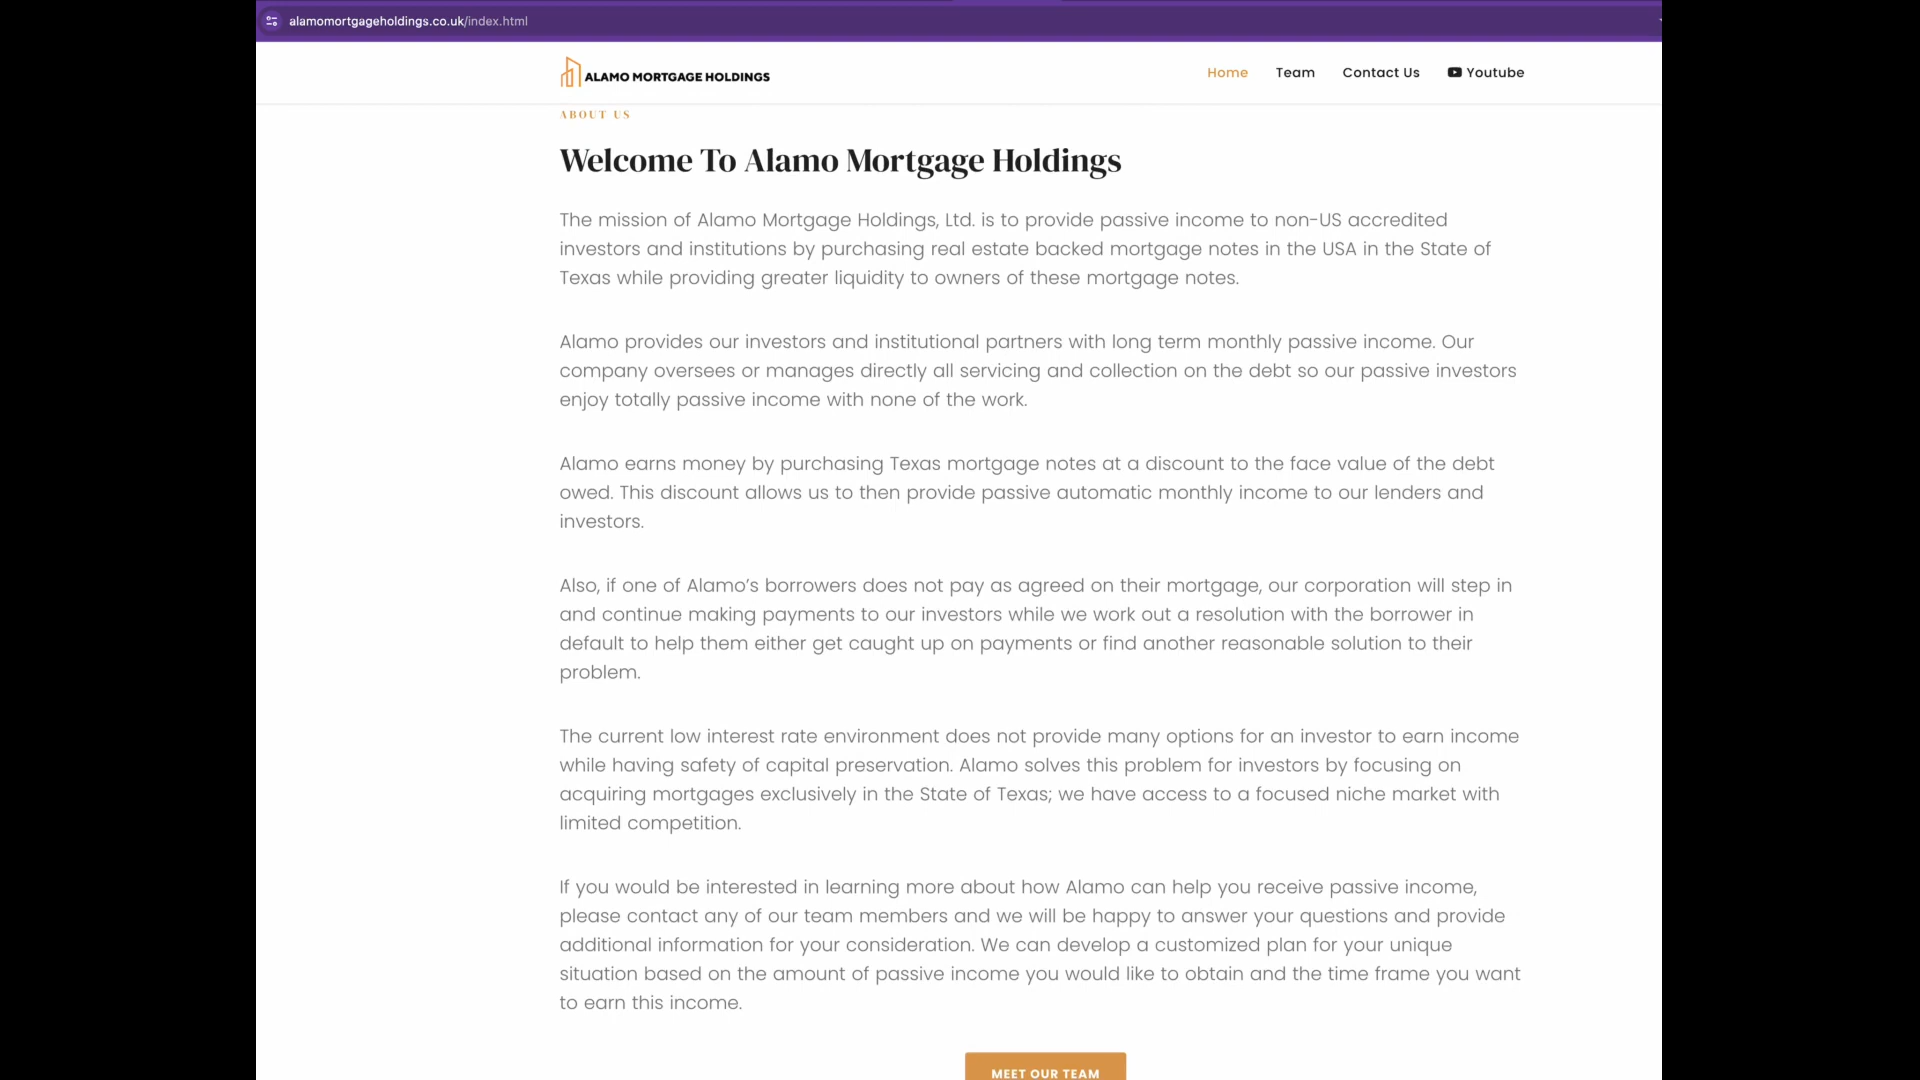 alamomortgageholdings.co.uk/index.html
ALAMO MORTGAGE HOLDINGS
Home Team Contact Us Youtube
ABOUT US
Welcome To Alamo Mortgage Holdings
The mission of Alamo Mortgage Holdings, Ltd. is to provide passive income to non-US accredited
investors and institutions by purchasing real estate backed mortgage notes in the USA in the State of
Texas while providing greater liquidity to owners of these mortgage notes.
Alamo provides our investors and institutional partners with long term monthly passive income. Our
company oversees or manages directly all servicing and collection on the debt so our passive investors
enjoy totally passive income with none of the work.
Alamo earns money by purchasing Texas mortgage notes at a discount to the face value of the debt
owed. This discount allows us to then provide passive automatic monthly income to our lenders and
investors.
Also, if one of Alamo’s borrowers does not pay as agreed on their mortgage, our corporation will step in
and continue making payments to our investors while we work out a resolution with the borrower in
default to help them either get caught up on payments or find another reasonable solution to their
problem.
The current low interest rate environment does not provide many options for an investor to earn income
while having safety of capital preservation. Alamo solves this problem for investors by focusing on
acquiring mortgages exclusively in the State of Texas; we have access to a focused niche market with
limited competition.
If you would be interested in learning more about how Alamo can help you receive passive income,
please contact any of our team members and we will be happy to answer your questions and provide
additional information for your consideration. We can develop a customized plan for your unique
situation based on the amount of passive income you would like to obtain and the time frame you want
to earn this income.
MEET OUR TEAM